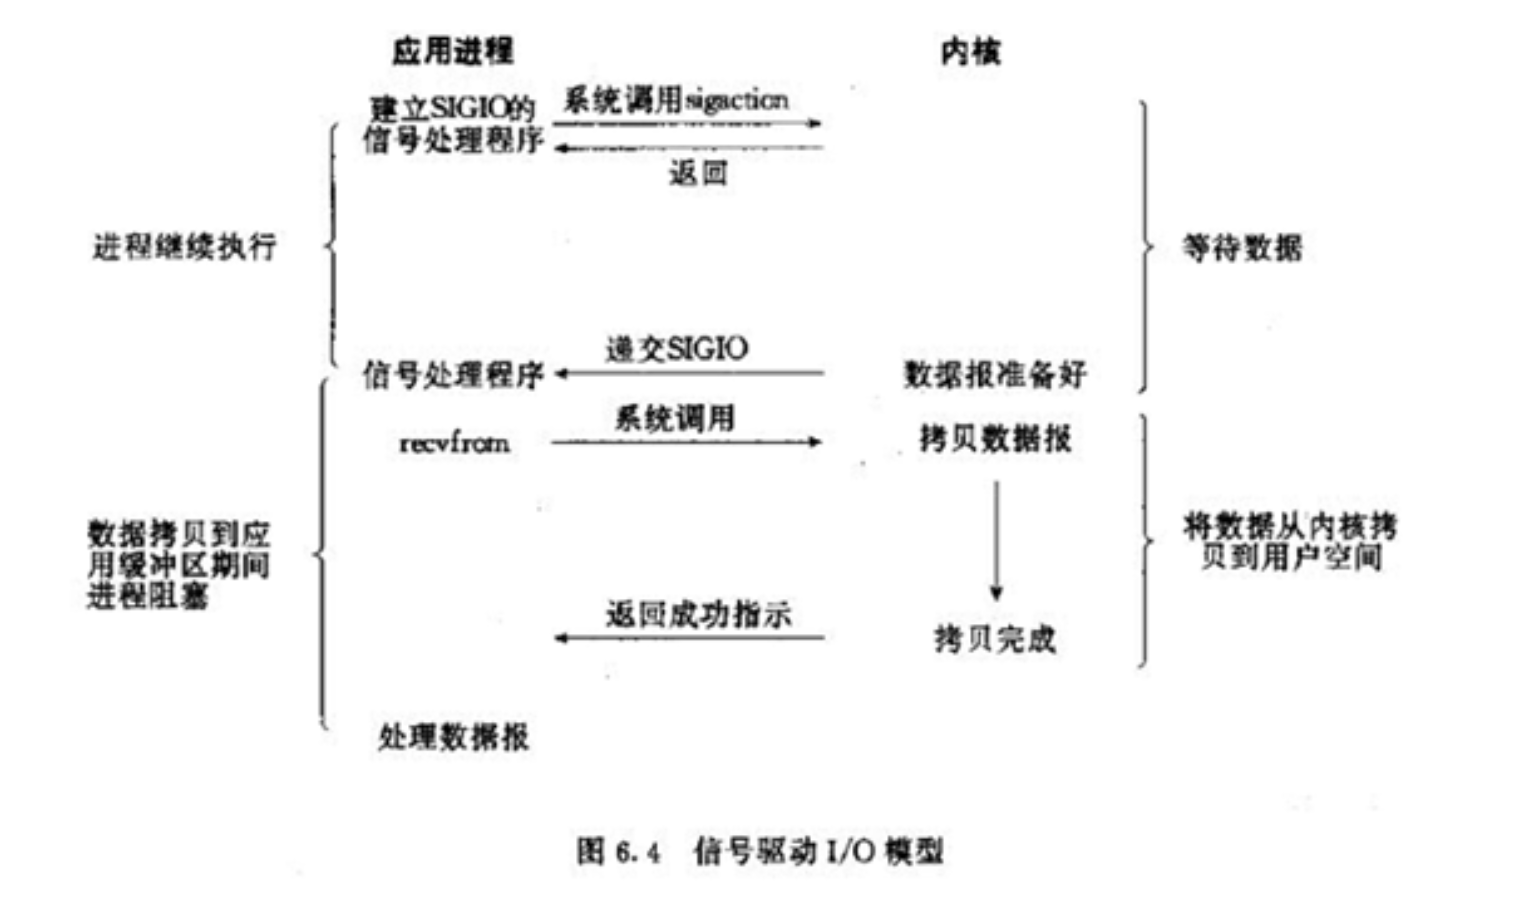 应用进程
内核
建立SIGIO的
信号处理程序
系统调用sigaction
返回
进程继续执行
等待数据
递交SIGIO
信号处理程序
数据报准备好
系统调用
recvfrom
拷贝数据报
数据拷贝到应
用缓冲区期间
进程阻塞
将数据从内核拷
贝到用户空间
返回成功指示
拷贝完成
处理数据报
图 6.4 信号驱动 I/O 模型